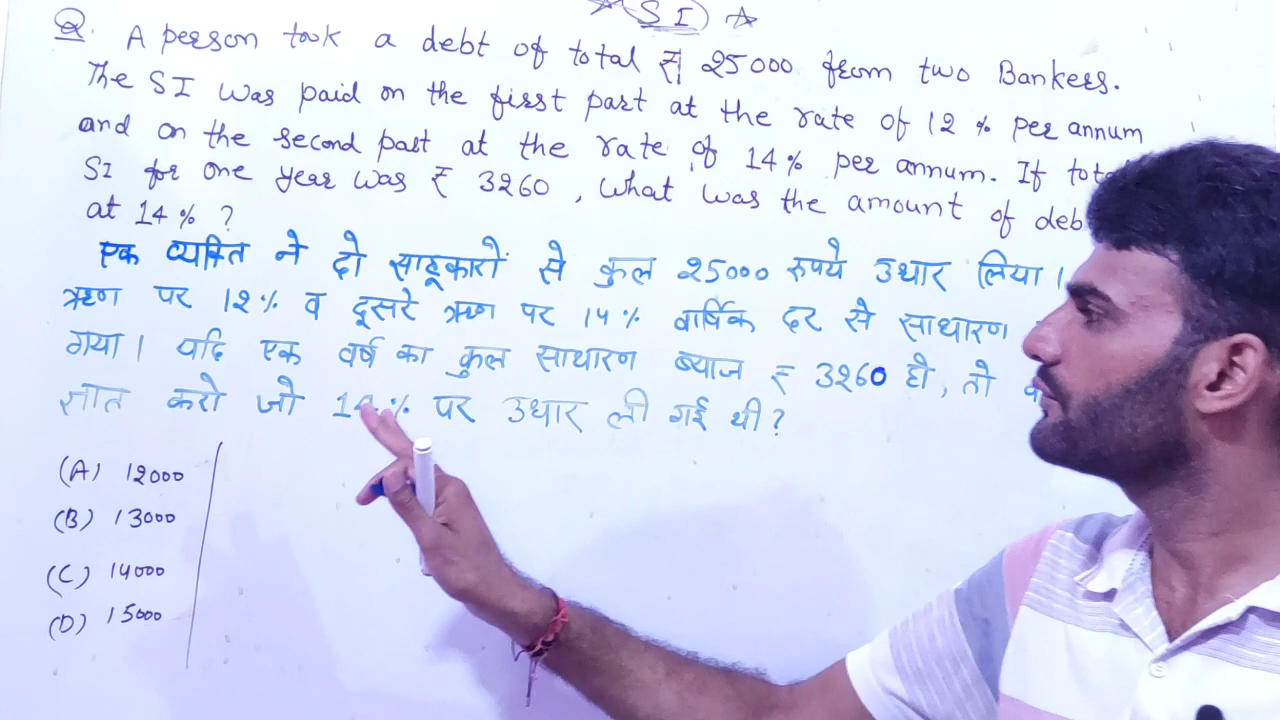 ☆ SI ☆
Q. A person took a debt of total ₹ 25000 from two Bankers.
The SI was paid on the first part at the rate of 12 % per annum
and on the second part at the rate of 14% per annum. If
SI for one year was ₹ 3260, what was the amount of
at 14 % ?
एक व्यक्ति ने दो साहूकारों से कुल 25000 रुपये उधार लिया।
ऋण पर 12% व दूसरे ऋण पर 14% वार्षिक दर से साधारण
गया। यदि एक वर्ष का कुल साधारण ब्याज ₹ 3260 हो, तो
ज्ञात करो जो 14% पर उधार ली गई थी?
(A) 12000
(B) 13000
(C) 14000
(D) 15000